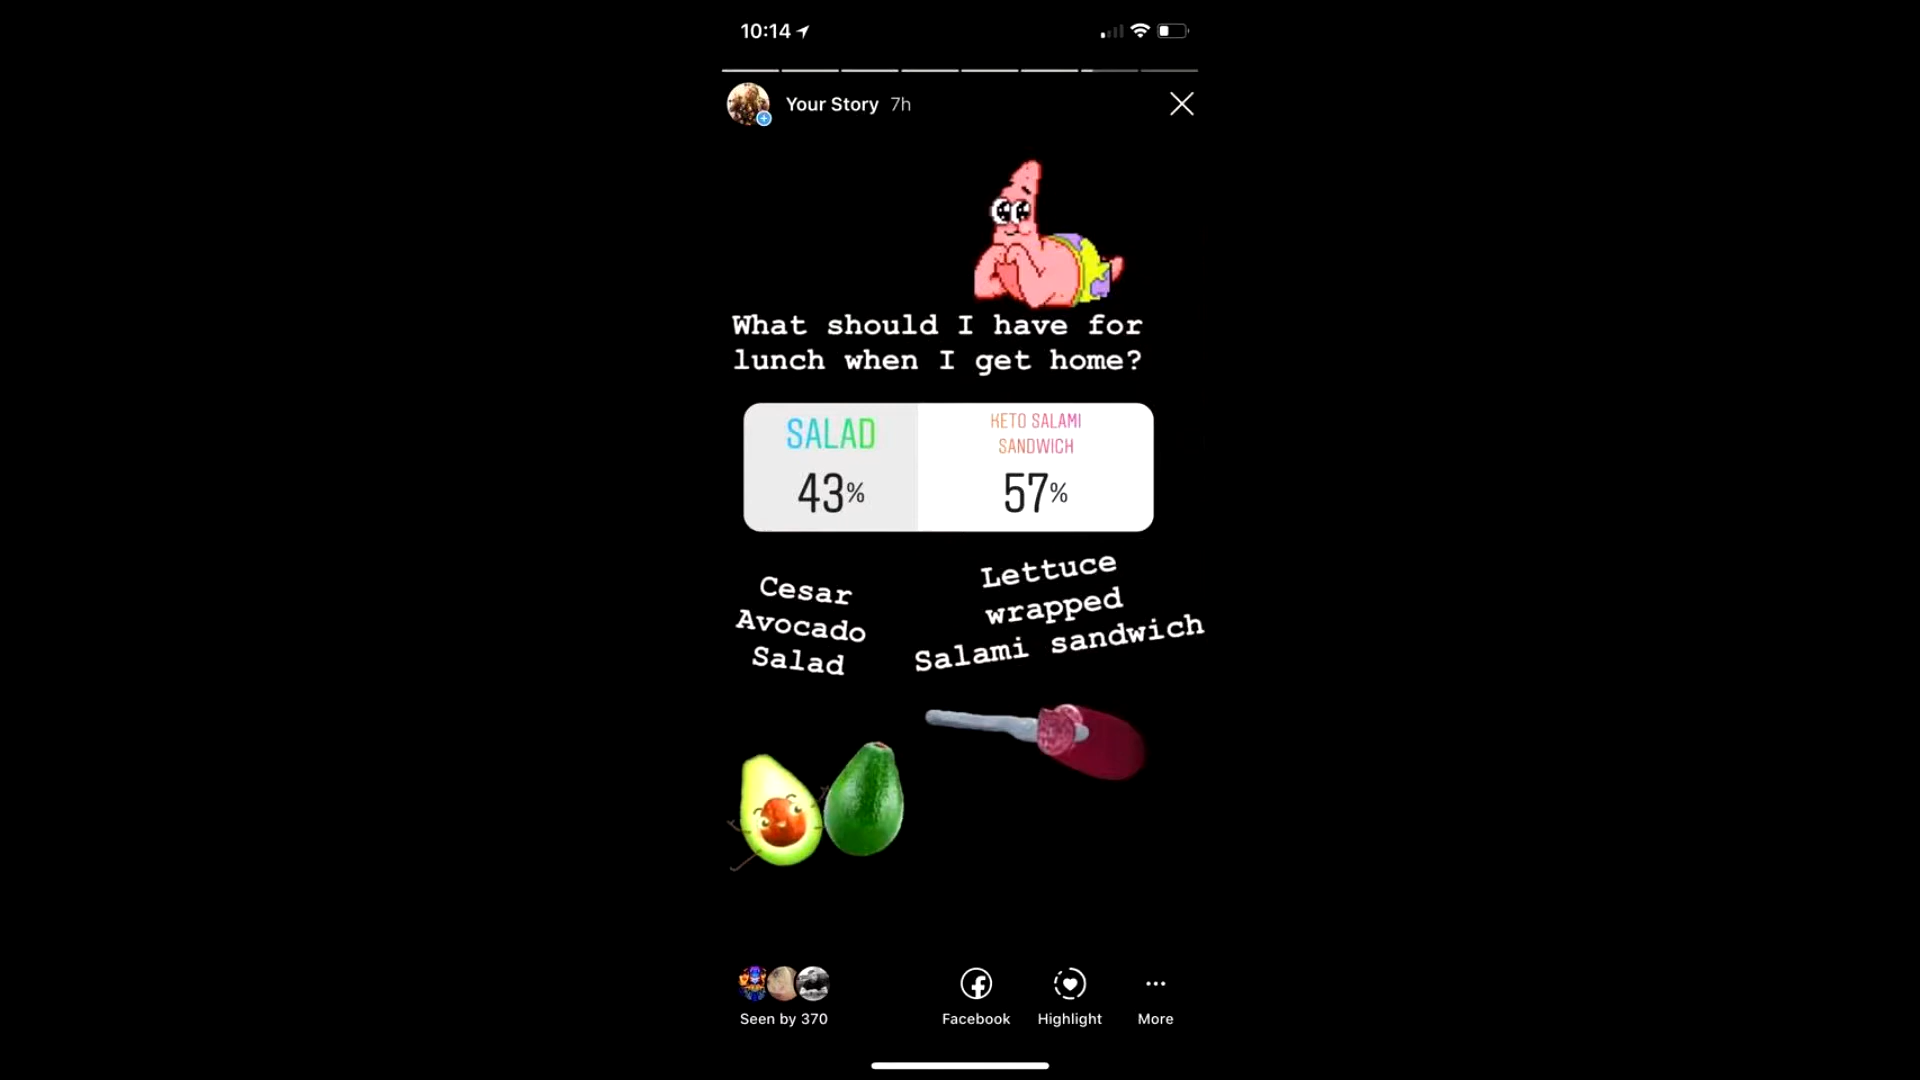 10:14
Your Story 7h
What should I have for
lunch when I get home?
SALAD
43%
KETO SALAMI
SANDWICH
57%
Cesar
Avocado
Salad
Lettuce
wrapped
Salami sandwich
Seen by 370
Facebook
Highlight
More